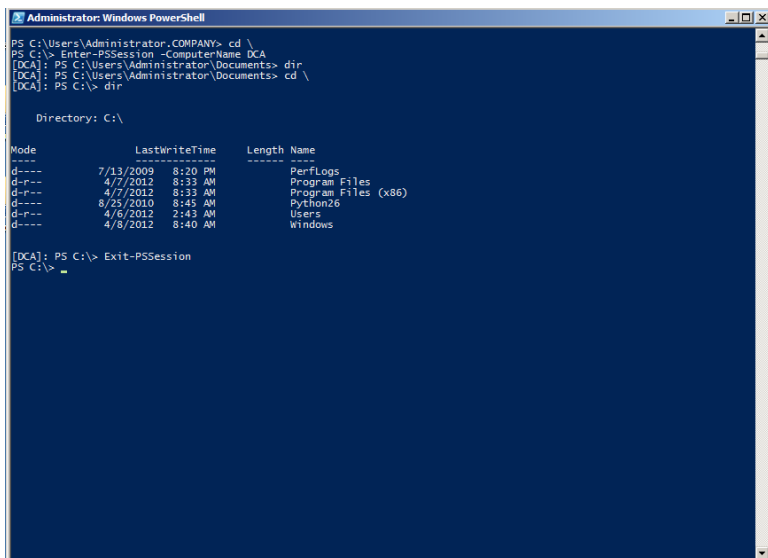 Administrator: Windows PowerShell
PS C:\Users\Administrator.COMPANY> cd \
PS C:\> Enter-PSSession -ComputerName DCA
[DCA]: PS C:\Users\Administrator\Documents> dir
[DCA]: PS C:\Users\Administrator\Documents> cd \
[DCA]: PS C:\> dir
Directory: C:\
Mode LastWriteTime Length Name
---- ------------- ------ ----
d---- 7/13/2009 8:20 PM PerfLogs
d-r-- 4/7/2012 8:33 AM Program Files
d-r-- 4/7/2012 8:33 AM Program Files (x86)
d---- 8/25/2010 8:45 AM Python26
d-r-- 4/6/2012 2:43 AM Users
d---- 4/8/2012 8:40 AM Windows
[DCA]: PS C:\> Exit-PSSession
PS C:\> _